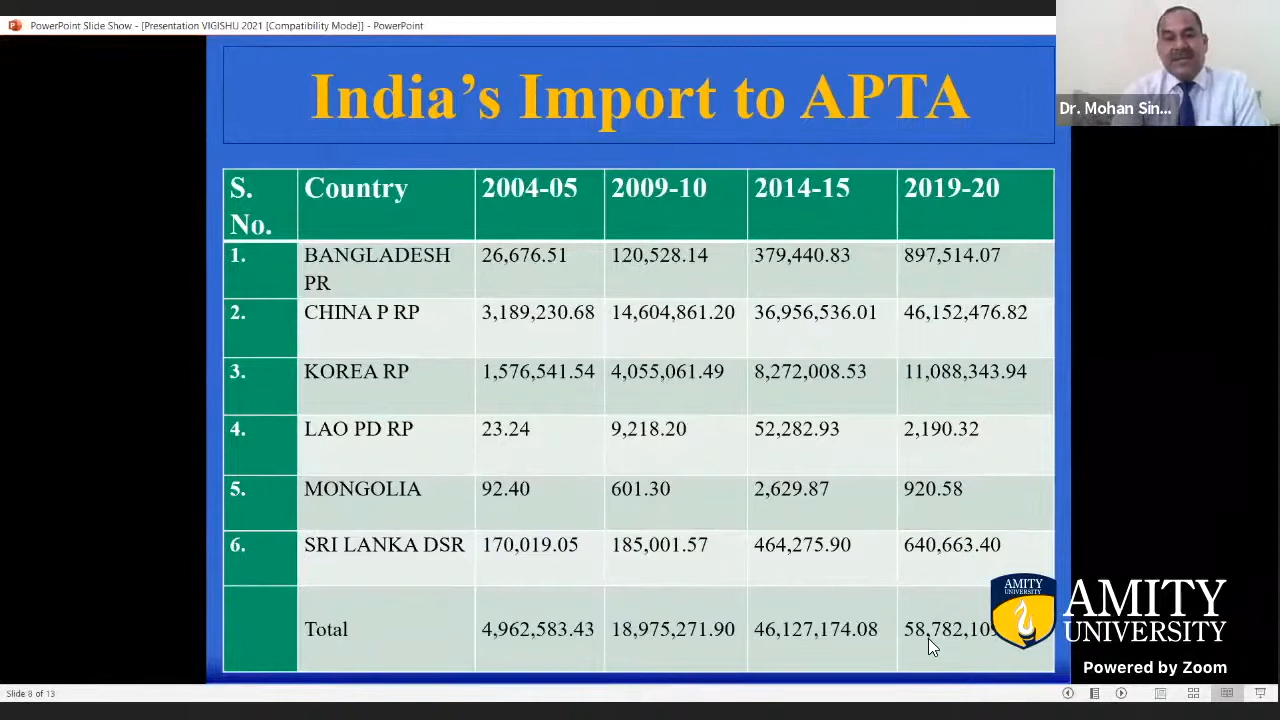 PowerPoint Slide Show - [Presentation VIGISHU 2021 [Compatibility Mode]] - PowerPoint
Dr. Mohan Sin...
India's Import to APTA
S. No. Country 2004-05 2009-10 2014-15 2019-20
1. BANGLADESH PR 26,676.51 120,528.14 379,440.83 897,514.07
2. CHINA P RP 3,189,230.68 14,604,861.20 36,956,536.01 46,152,476.82
3. KOREA RP 1,576,541.54 4,055,061.49 8,272,008.53 11,088,343.94
4. LAO PD RP 23.24 9,218.20 52,282.93 2,190.32
5. MONGOLIA 92.40 601.30 2,629.87 920.58
6. SRI LANKA DSR 170,019.05 185,001.57 464,275.90 640,663.40
Total 4,962,583.43 18,975,271.90 46,127,174.08
AMITY
UNIVERSITY
AMITY
UNIVERSITY
Powered by Zoom
Slide 8 of 13